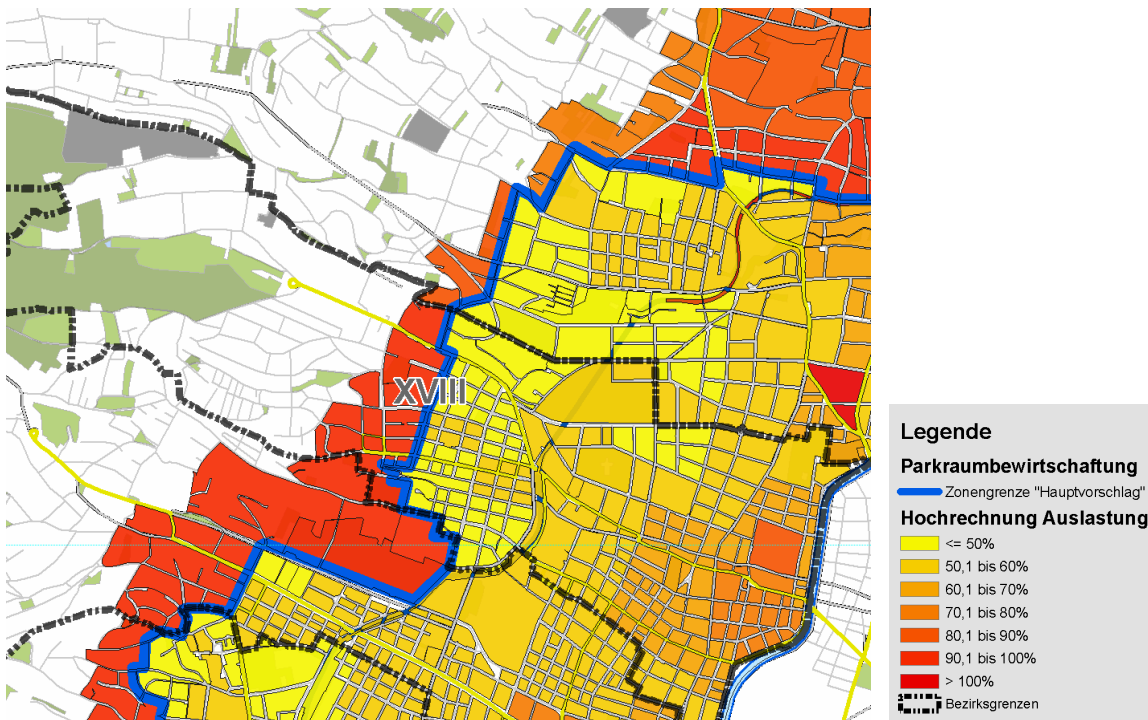 XVIII
Legende
Parkraumbewirtschaftung
Zonengrenze "Hauptvorschlag"
Hochrechnung Auslastung
<= 50%
50,1 bis 60%
60,1 bis 70%
70,1 bis 80%
80,1 bis 90%
90,1 bis 100%
> 100%
Bezirksgrenzen